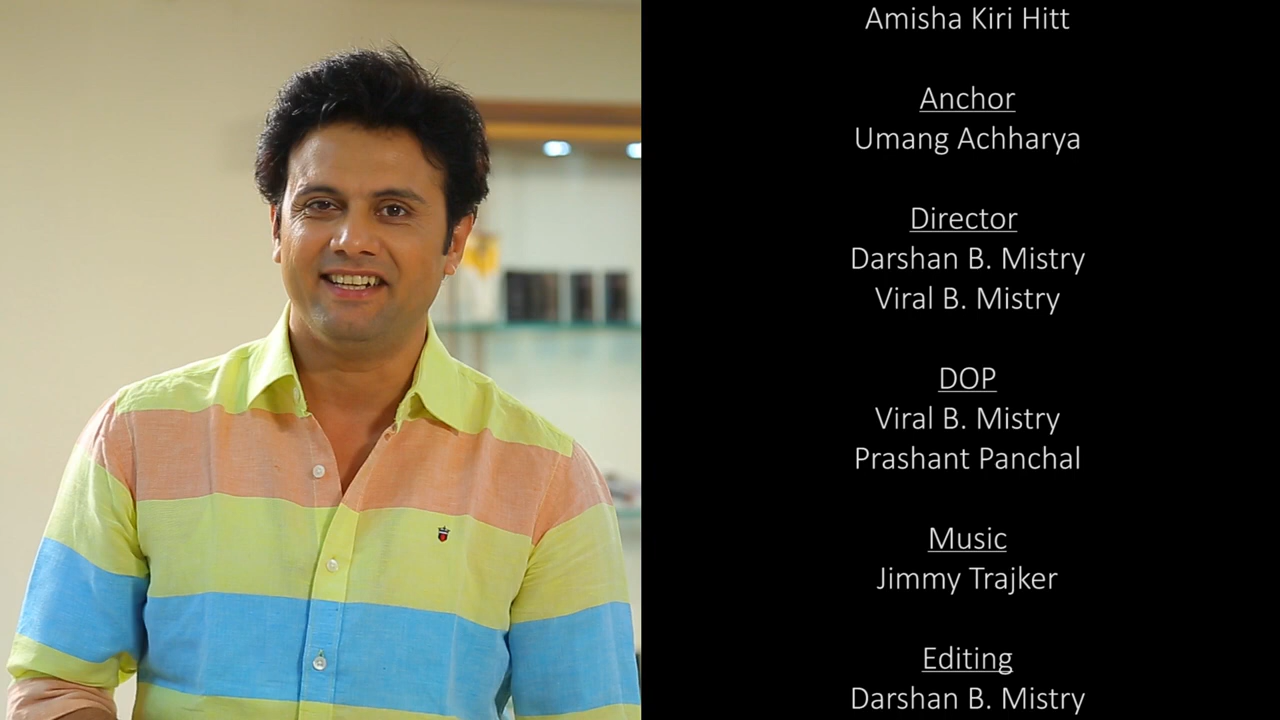 Amisha Kiri Hitt
Anchor
Umang Achharya
Director
Darshan B. Mistry
Viral B. Mistry
DOP
Viral B. Mistry
Prashant Panchal
Music
Jimmy Trajker
Editing
Darshan B. Mistry